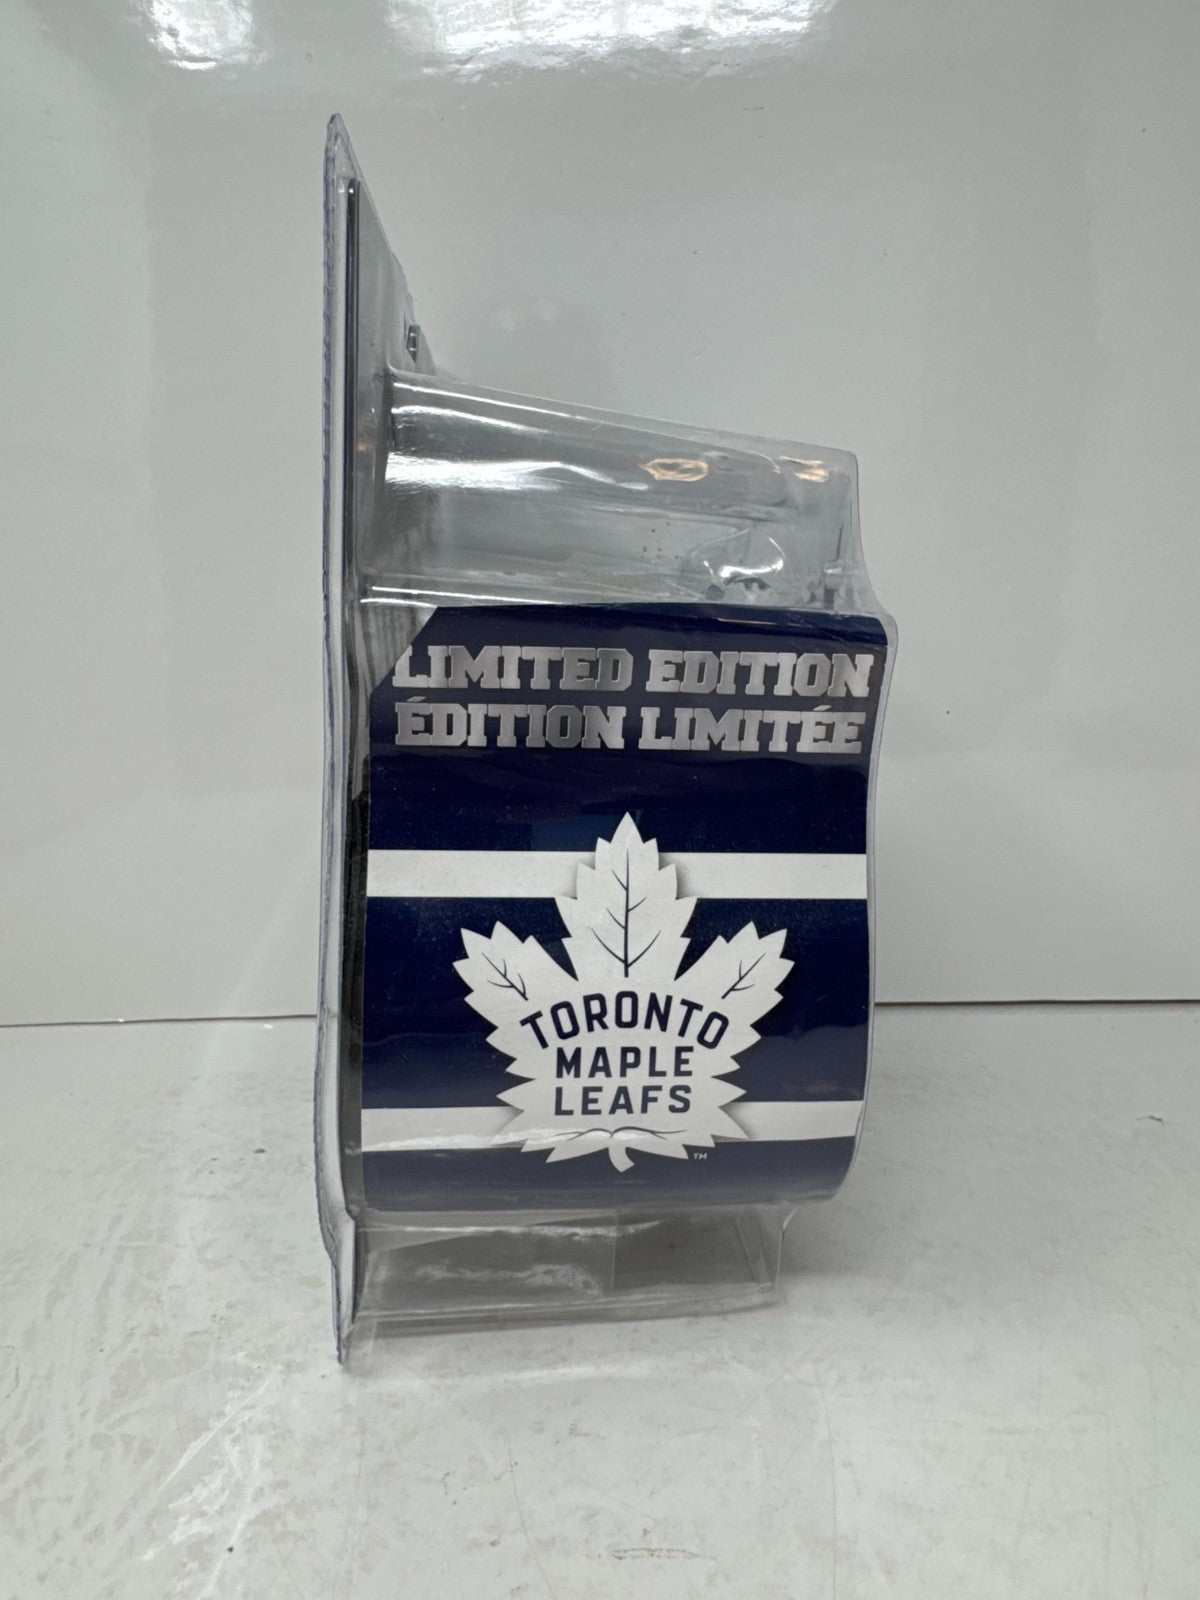 LIMITED EDITION
ÉDITION LIMITÉE
TORONTO
MAPLE
LEAFS
TM